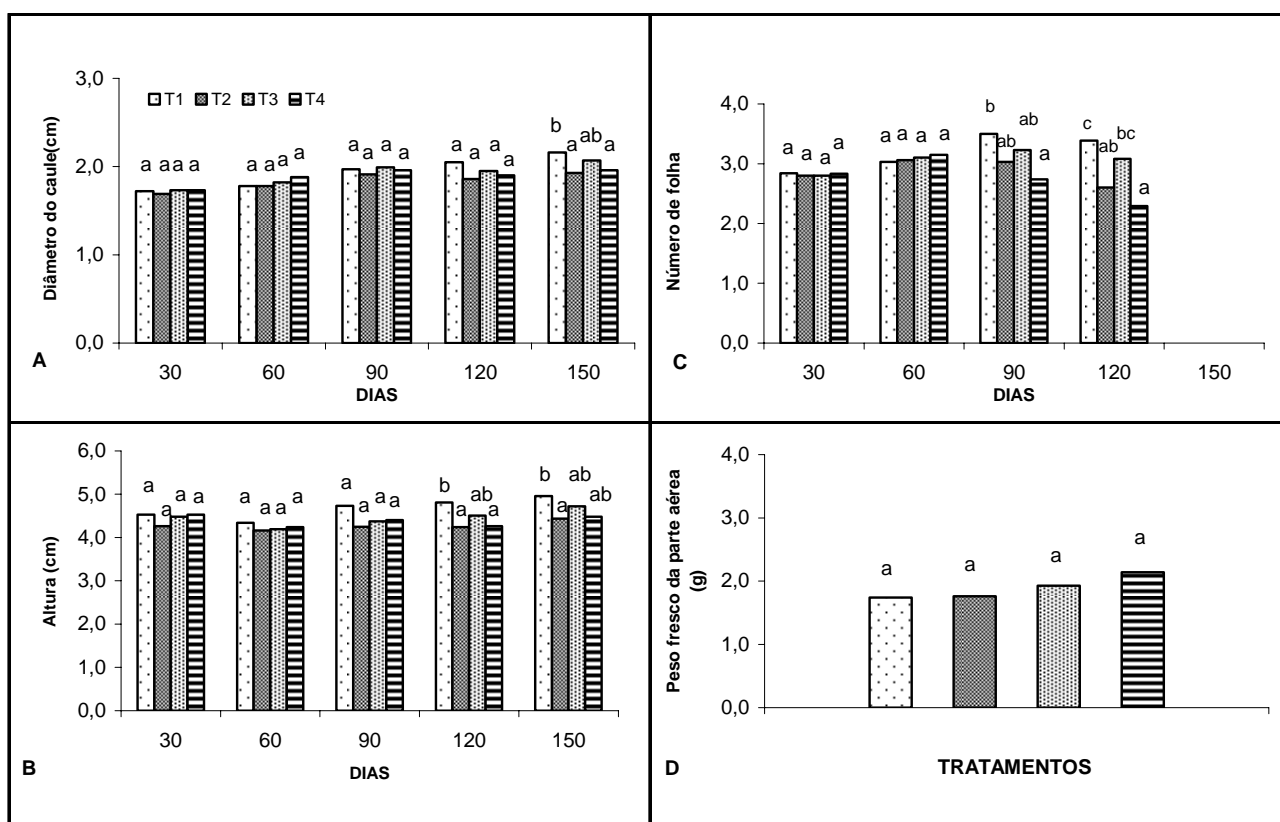 3,0
T1 T2 T3 T4
2,0
1,0
0,0
Diâmetro do caule(cm)
a a a a
a a a a
a a a a
a a a a
b a ab a
30 60 90 120 150
DIAS
A
4,0
3,0
2,0
1,0
0,0
Número de folha
a a a a
a a a a
b ab ab a
c ab bc a
30 60 90 120 150
DIAS
C
6,0
5,0
4,0
3,0
2,0
1,0
0,0
Altura (cm)
a a a a
a a a a
a a a a
b a ab a
b a ab ab
30 60 90 120 150
DIAS
B
4,0
3,0
2,0
1,0
0,0
Peso fresco da parte aérea
(g)
a a a a
TRATAMENTOS
D